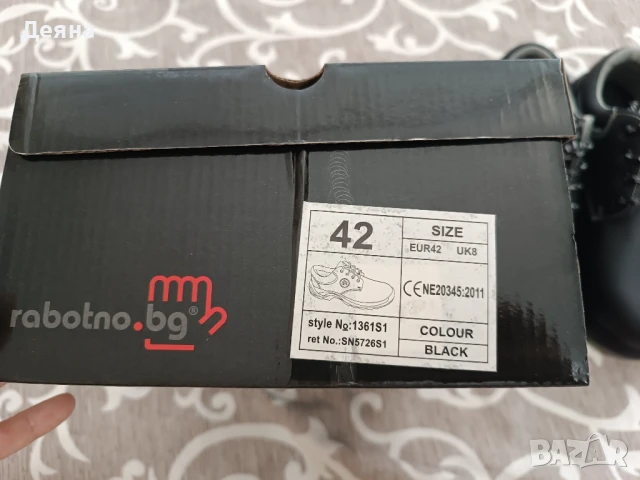 Деяна
42
SIZE
EUR42 UK8
CE NE20345:2011
style No:1361S1
ret No.:SN5726S1
COLOUR
BLACK
rabotno.bg®
BAZAR